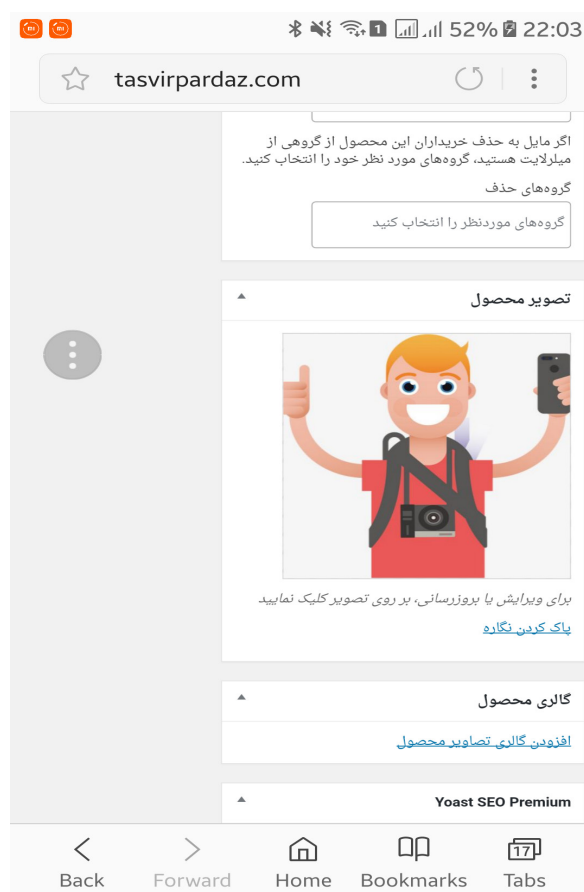 52% 22:03
tasvirpardaz.com
اگر مایل به حذف خریداران این محصول از گروهی از
میلرلایت هستید، گروه‌های مورد نظر خود را انتخاب کنید.
گروه‌های حذف
گروه‌های موردنظر را انتخاب کنید
تصویر محصول
برای ویرایش یا بروزرسانی، بر روی تصویر کلیک نمایید
پاک کردن نگاره
گالری محصول
افزودن گالری تصاویر محصول
Yoast SEO Premium
17
Back Forward Home Bookmarks Tabs